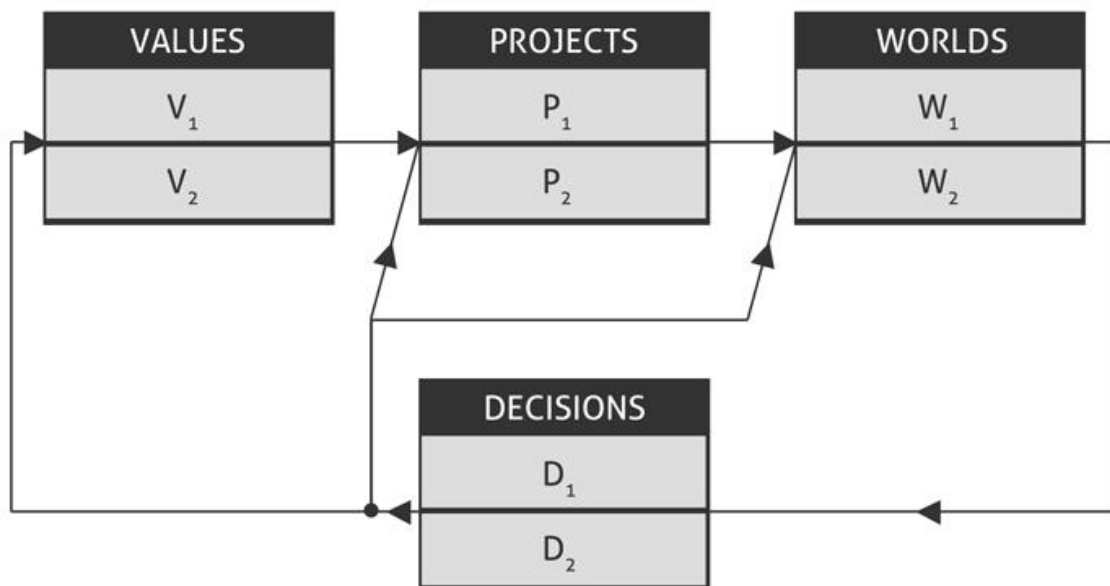 VALUES
V₁
V₂
PROJECTS
P₁
P₂
WORLDS
W₁
W₂
DECISIONS
D₁
D₂